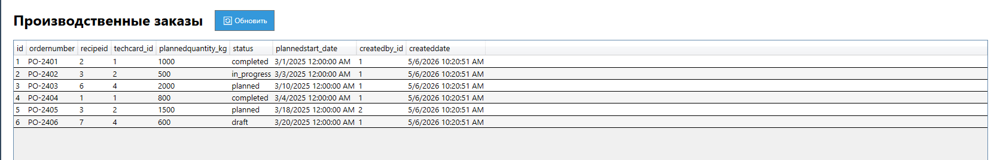 Производственные заказы Обновить
id ordernumber recipeid techcard_id plannedquantity_kg status plannedstart_date createdby_id createddate
1 PO-2401 2 1 1000 completed 3/1/2025 12:00:00 AM 1 5/6/2026 10:20:51 AM
2 PO-2402 3 2 500 in_progress 3/3/2025 12:00:00 AM 1 5/6/2026 10:20:51 AM
3 PO-2403 6 4 2000 planned 3/10/2025 12:00:00 AM 1 5/6/2026 10:20:51 AM
4 PO-2404 1 1 800 completed 3/4/2025 12:00:00 AM 1 5/6/2026 10:20:51 AM
5 PO-2405 3 2 1500 planned 3/18/2025 12:00:00 AM 2 5/6/2026 10:20:51 AM
6 PO-2406 7 4 600 draft 3/20/2025 12:00:00 AM 1 5/6/2026 10:20:51 AM